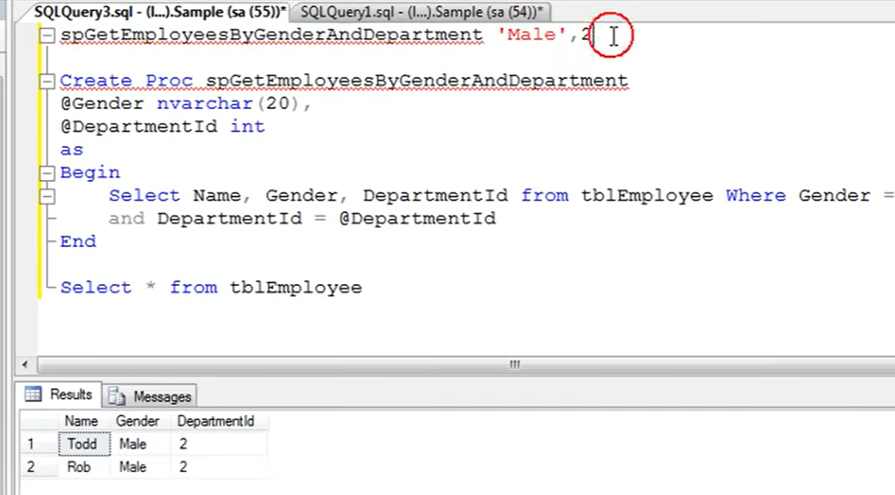 SQLQuery3.sql - (l...).Sample (sa (55))* SQLQuery1.sql - (l...).Sample (sa (54))*
spGetEmployeesByGenderAndDepartment 'Male',2
Create Proc spGetEmployeesByGenderAndDepartment
@Gender nvarchar(20),
@DepartmentId int
as
Begin
Select Name, Gender, DepartmentId from tblEmployee Where Gender =
and DepartmentId = @DepartmentId
End
Select * from tblEmployee
Results Messages
Name Gender DepartmentId
1 Todd Male 2
2 Rob Male 2